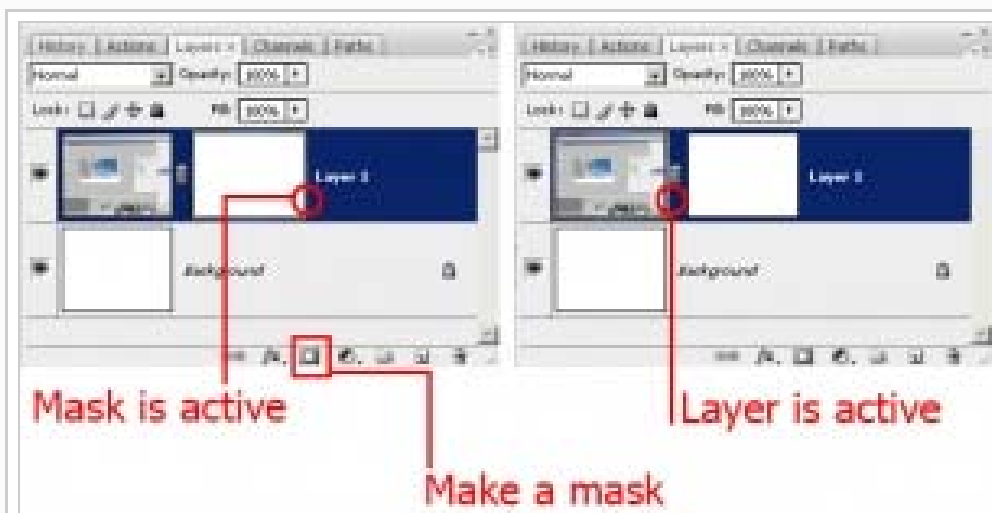 History Actions Layers × Channels Paths
Normal Opacity: 100%
Lock: Fill: 100%
Layer 1
Background
History Actions Layers × Channels Paths
Normal Opacity: 100%
Lock: Fill: 100%
Layer 1
Background
Mask is active
Layer is active
Make a mask